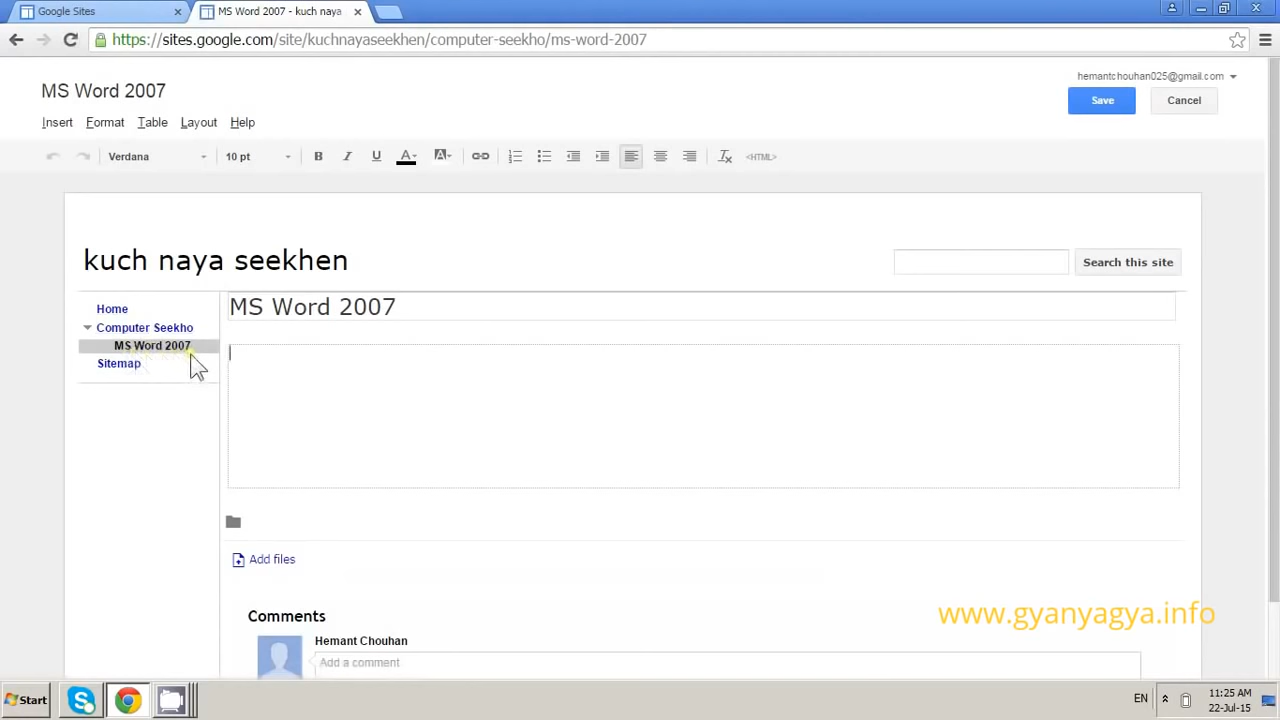 Google Sites
MS Word 2007 - kuch naya
https://sites.google.com/site/kuchnayaseekhen/computer-seekho/ms-word-2007
hemantchouhan025@gmail.com
MS Word 2007
Save
Cancel
Insert Format Table Layout Help
Verdana 10 pt B I U A A <HTML>
kuch naya seekhen
Search this site
Home
Computer Seekho
MS Word 2007
Sitemap
MS Word 2007
Add files
Comments
Hemant Chouhan
Add a comment
www.gyanyagya.info
Start
EN
11:25 AM
22-Jul-15